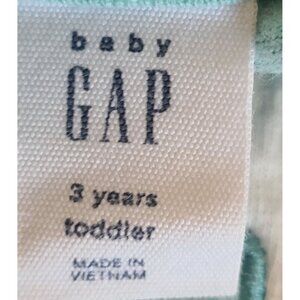 baby
GAP
3 years
toddler
MADE IN
VIETNAM